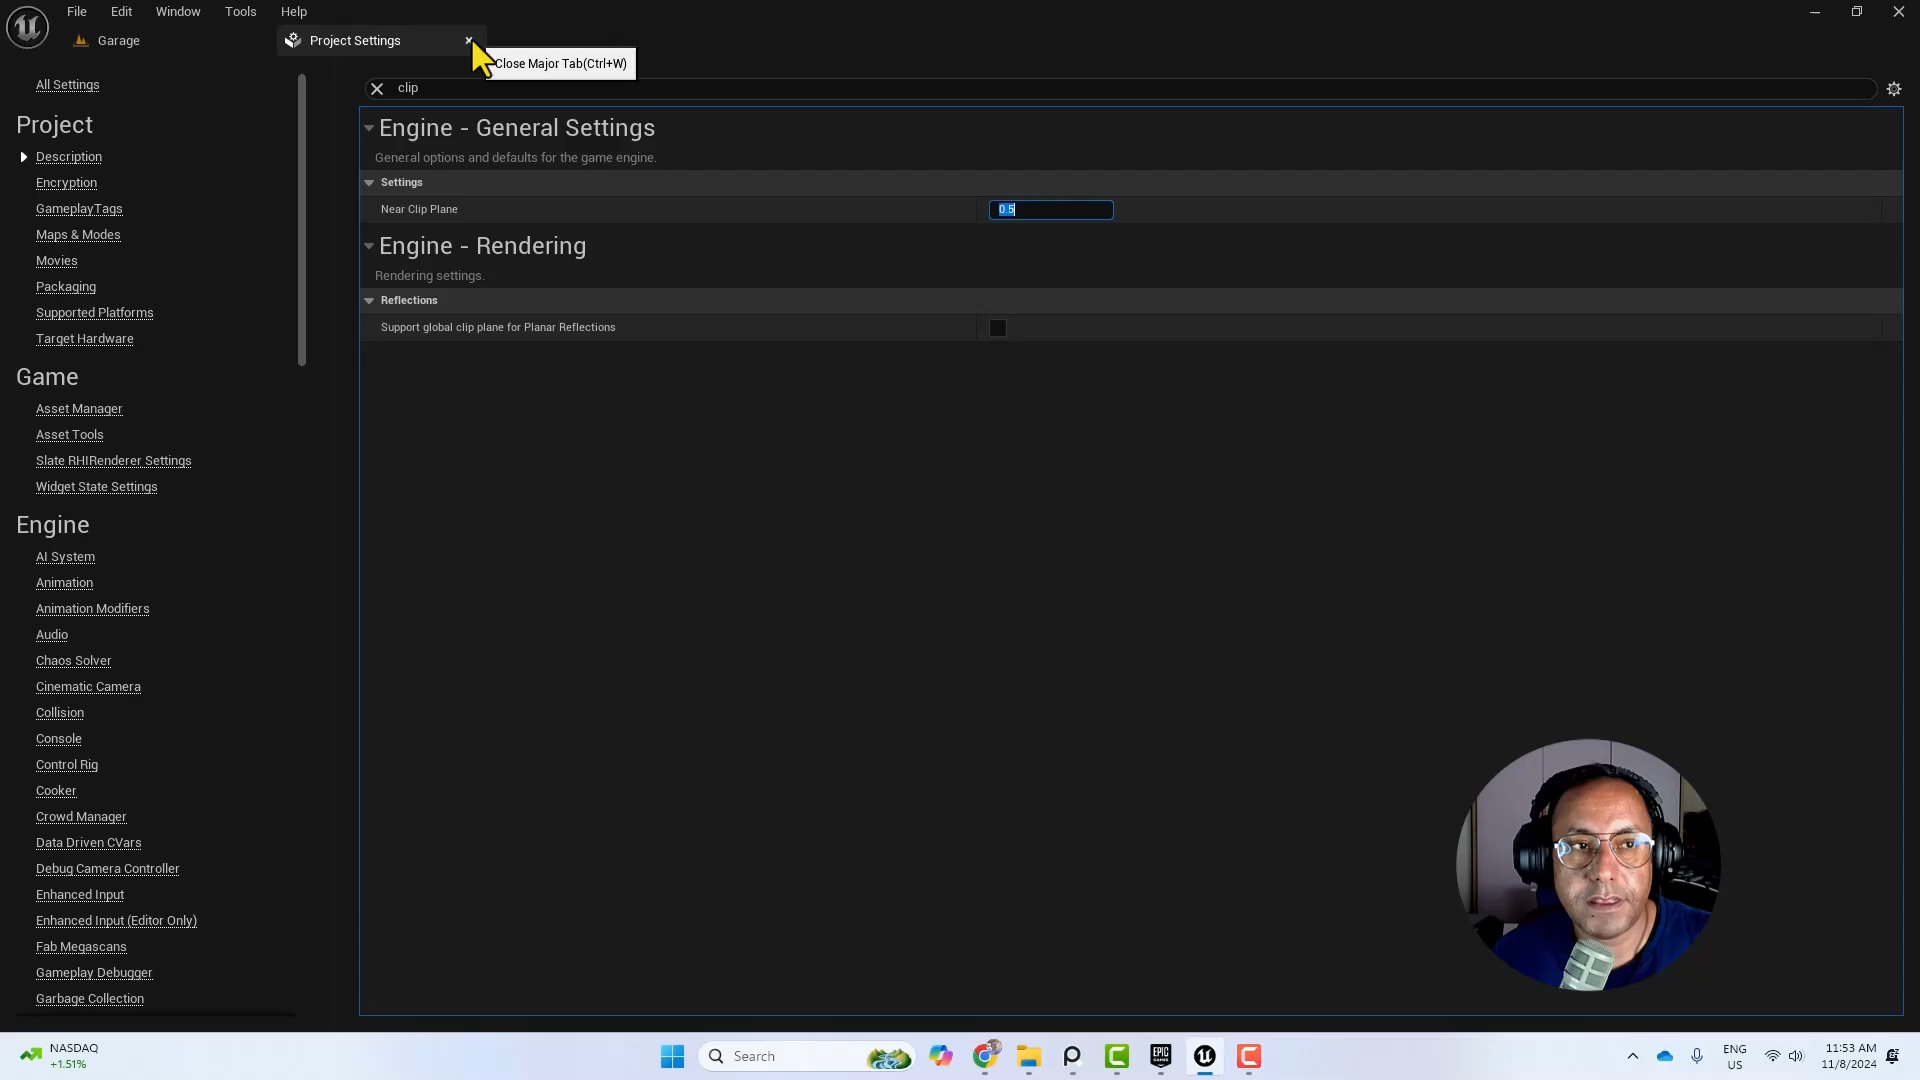 File Edit Window Tools Help
Garage
Project Settings
Close Major Tab(Ctrl+W)
clip
All Settings
Project
Description
Encryption
GameplayTags
Maps & Modes
Movies
Packaging
Supported Platforms
Target Hardware
Game
Asset Manager
Asset Tools
Slate RHIRenderer Settings
Widget State Settings
Engine
AI System
Animation
Animation Modifiers
Audio
Chaos Solver
Cinematic Camera
Collision
Console
Control Rig
Cooker
Crowd Manager
Data Driven CVars
Debug Camera Controller
Enhanced Input
Enhanced Input (Editor Only)
Fab Megascans
Gameplay Debugger
Garbage Collection
Engine - General Settings
General options and defaults for the game engine.
Settings
Near Clip Plane 0.5
Engine - Rendering
Rendering settings.
Reflections
Support global clip plane for Planar Reflections
NASDAQ
+1.51%
Search
EPIC
GAMES
ENG
US
11:53 AM
11/8/2024